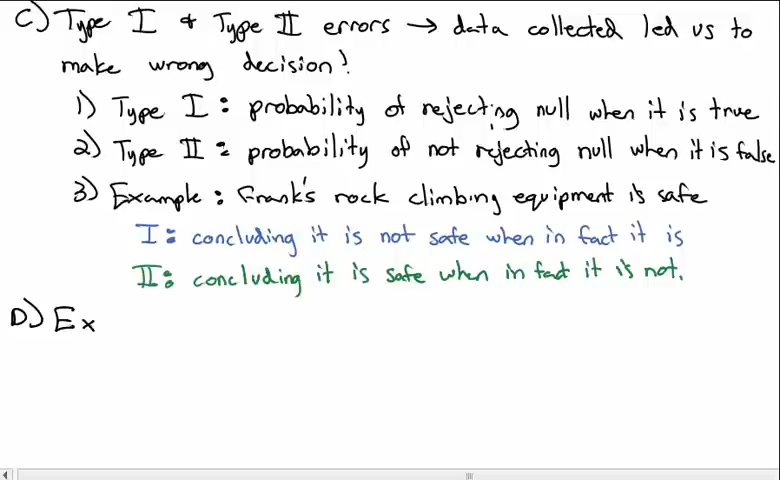 C) Type I & Type II errors → data collected led us to
make wrong decision!
1) Type I : probability of rejecting null when it is true
2) Type II : probability of not rejecting null when it is false
3) Example : Frank's rock climbing equipment is safe
I : concluding it is not safe when in fact it is
II : concluding it is safe when in fact it is not.
D) Ex